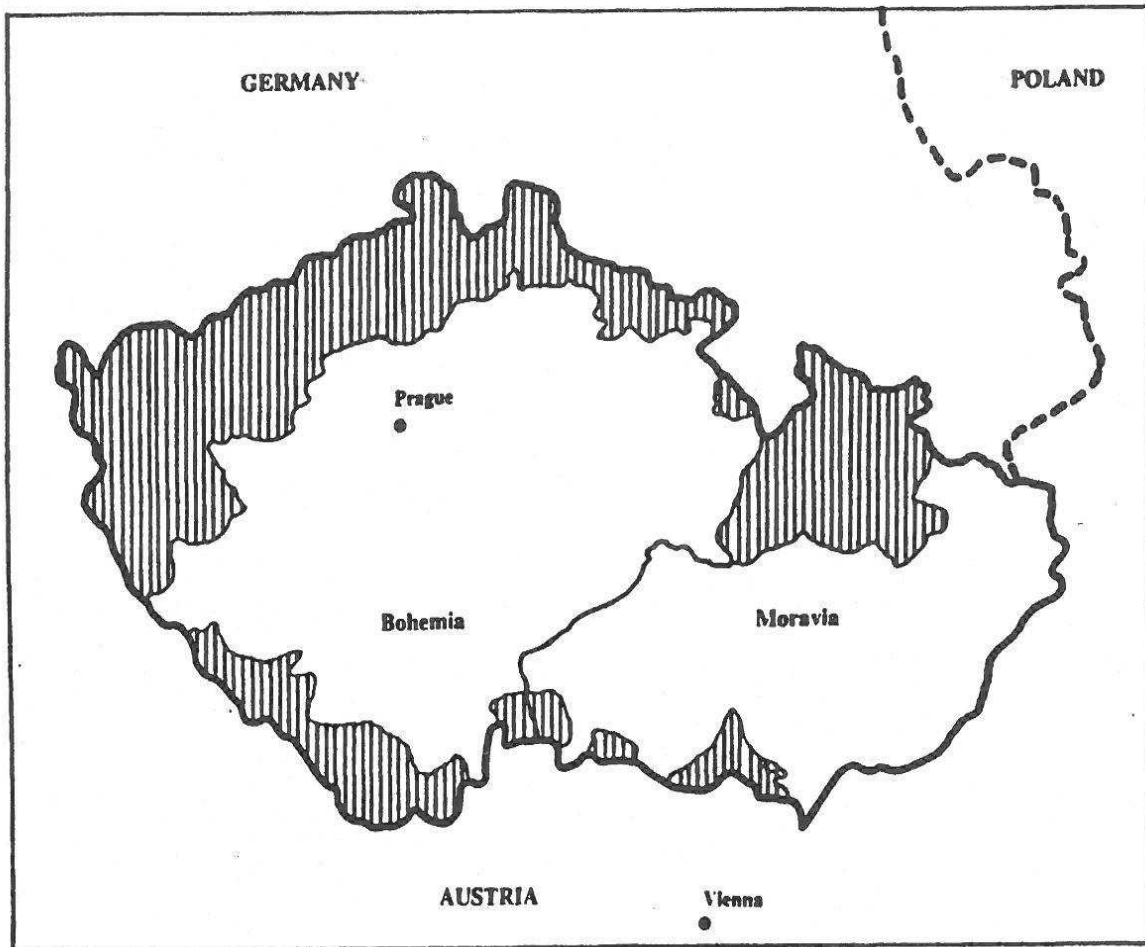 GERMANY
POLAND
Prague
Bohemia
Moravia
AUSTRIA
Vienna